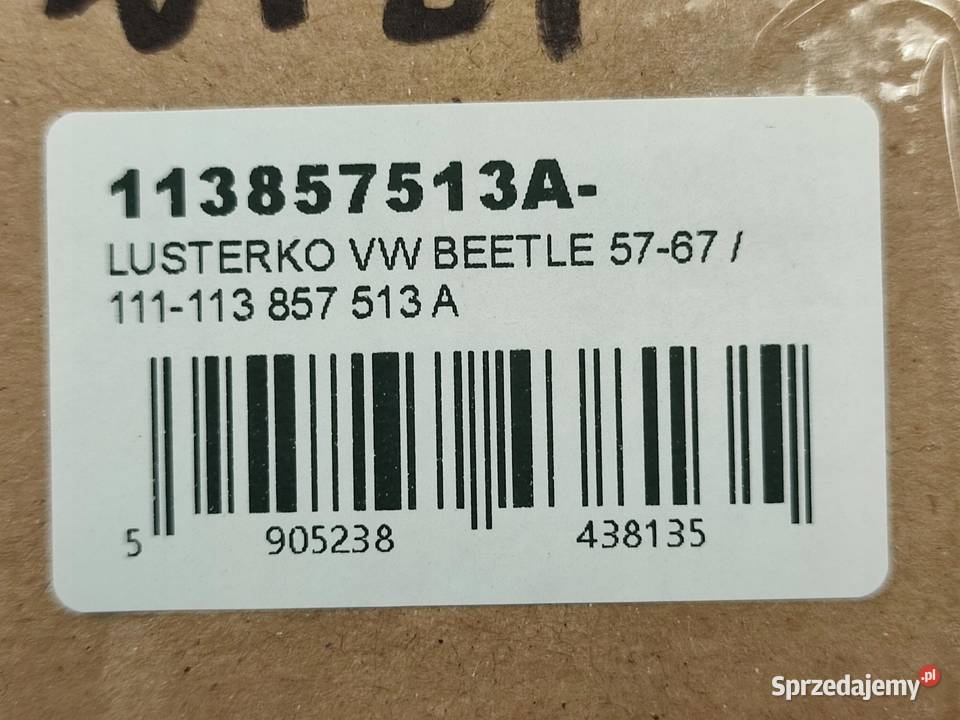 113857513A-
LUSTERKO VW BEETLE 57-67 /
111-113 857 513 A
5 905238 438135
Sprzedajemy.pl